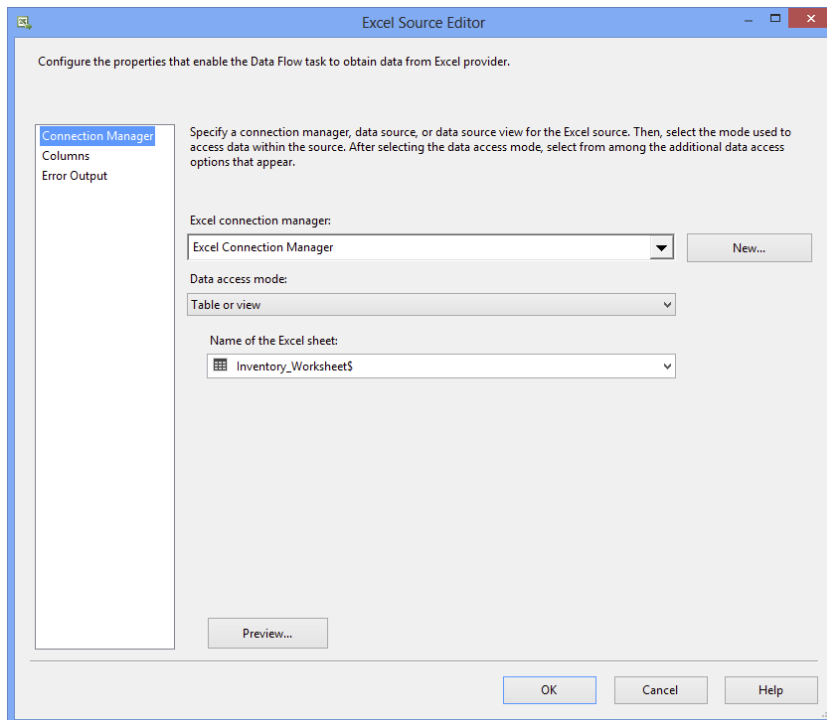 Excel Source Editor
Configure the properties that enable the Data Flow task to obtain data from Excel provider.
Connection Manager
Columns
Error Output
Specify a connection manager, data source, or data source view for the Excel source. Then, select the mode used to
access data within the source. After selecting the data access mode, select from among the additional data access
options that appear.
Excel connection manager:
Excel Connection Manager
New...
Data access mode:
Table or view
Name of the Excel sheet:
Inventory_Worksheet$
Preview...
OK
Cancel
Help